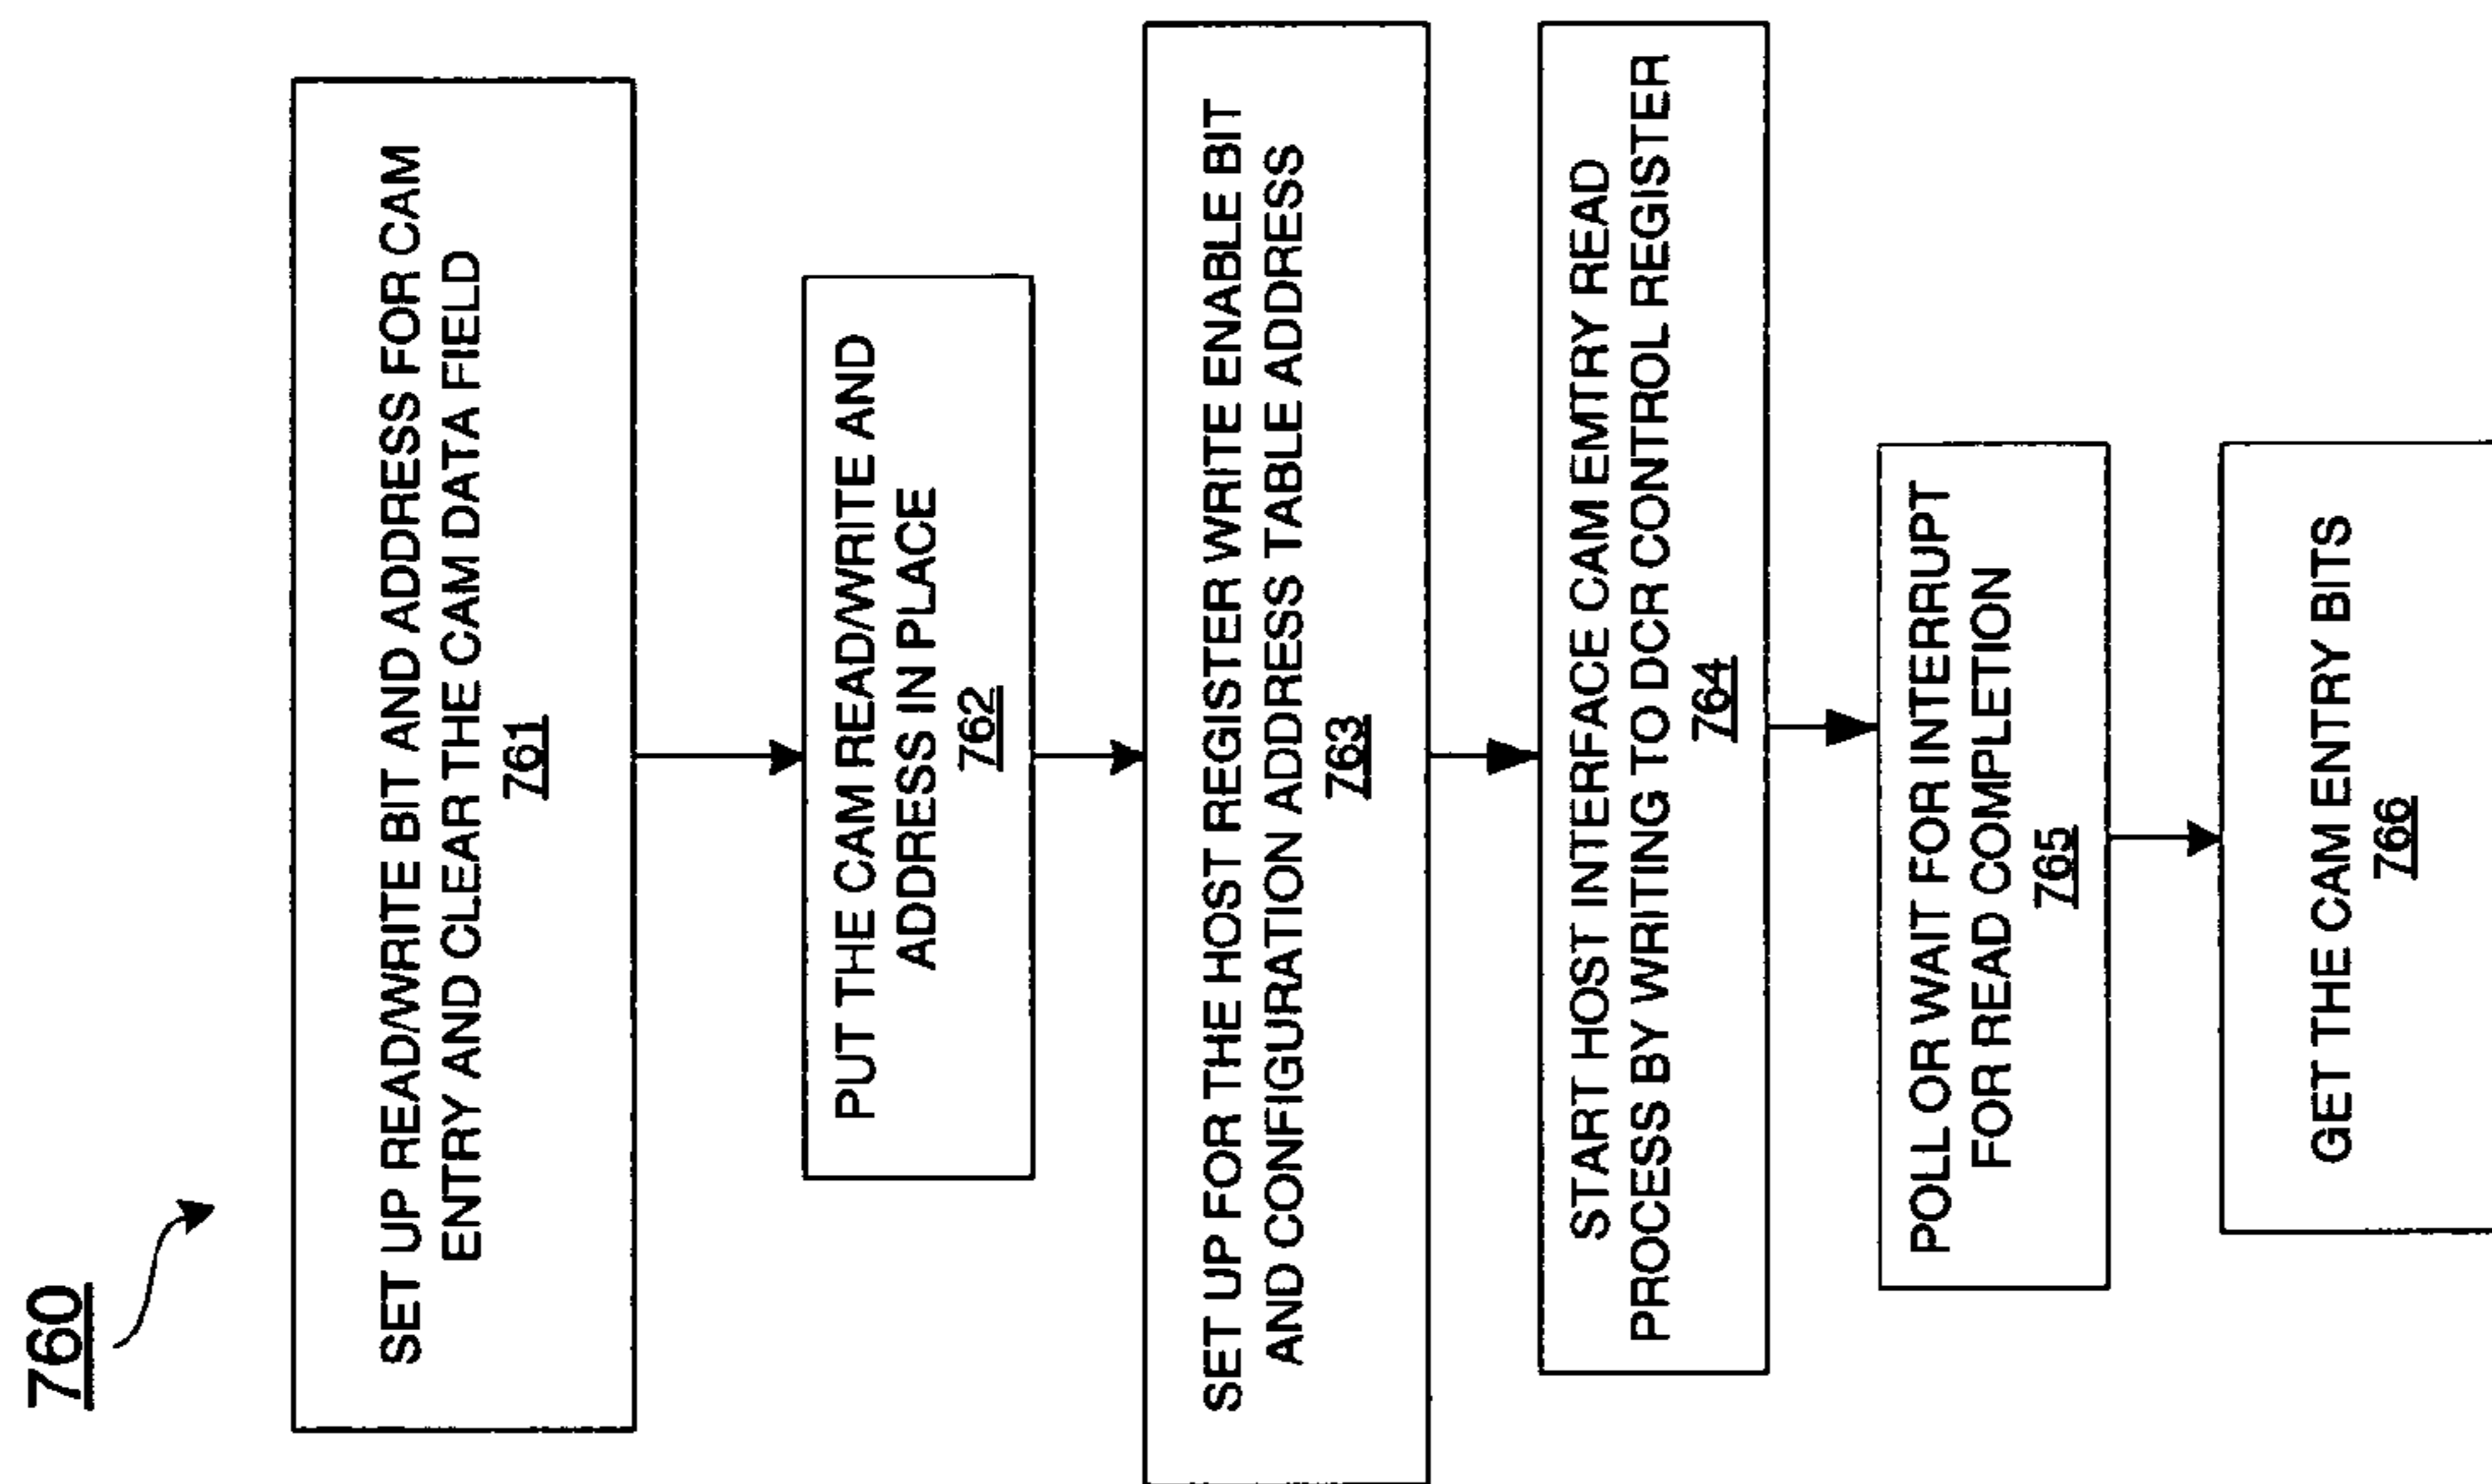 760
SET UP READ/WRITE BIT AND ADDRESS FOR CAM
ENTRY AND CLEAR THE CAM DATA FIELD
761
PUT THE CAM READ/WRITE AND
ADDRESS IN PLACE
762
SET UP FOR THE HOST REGISTER WRITE ENABLE BIT
AND CONFIGURATION ADDRESS TABLE ADDRESS
763
START HOST INTERFACE CAM EMTRY READ
PROCESS BY WRITING TO DCR CONTROL REGISTER
764
POLL OR WAIT FOR INTERRUPT
FOR READ COMPLETION
765
GET THE CAM ENTRY BITS
766